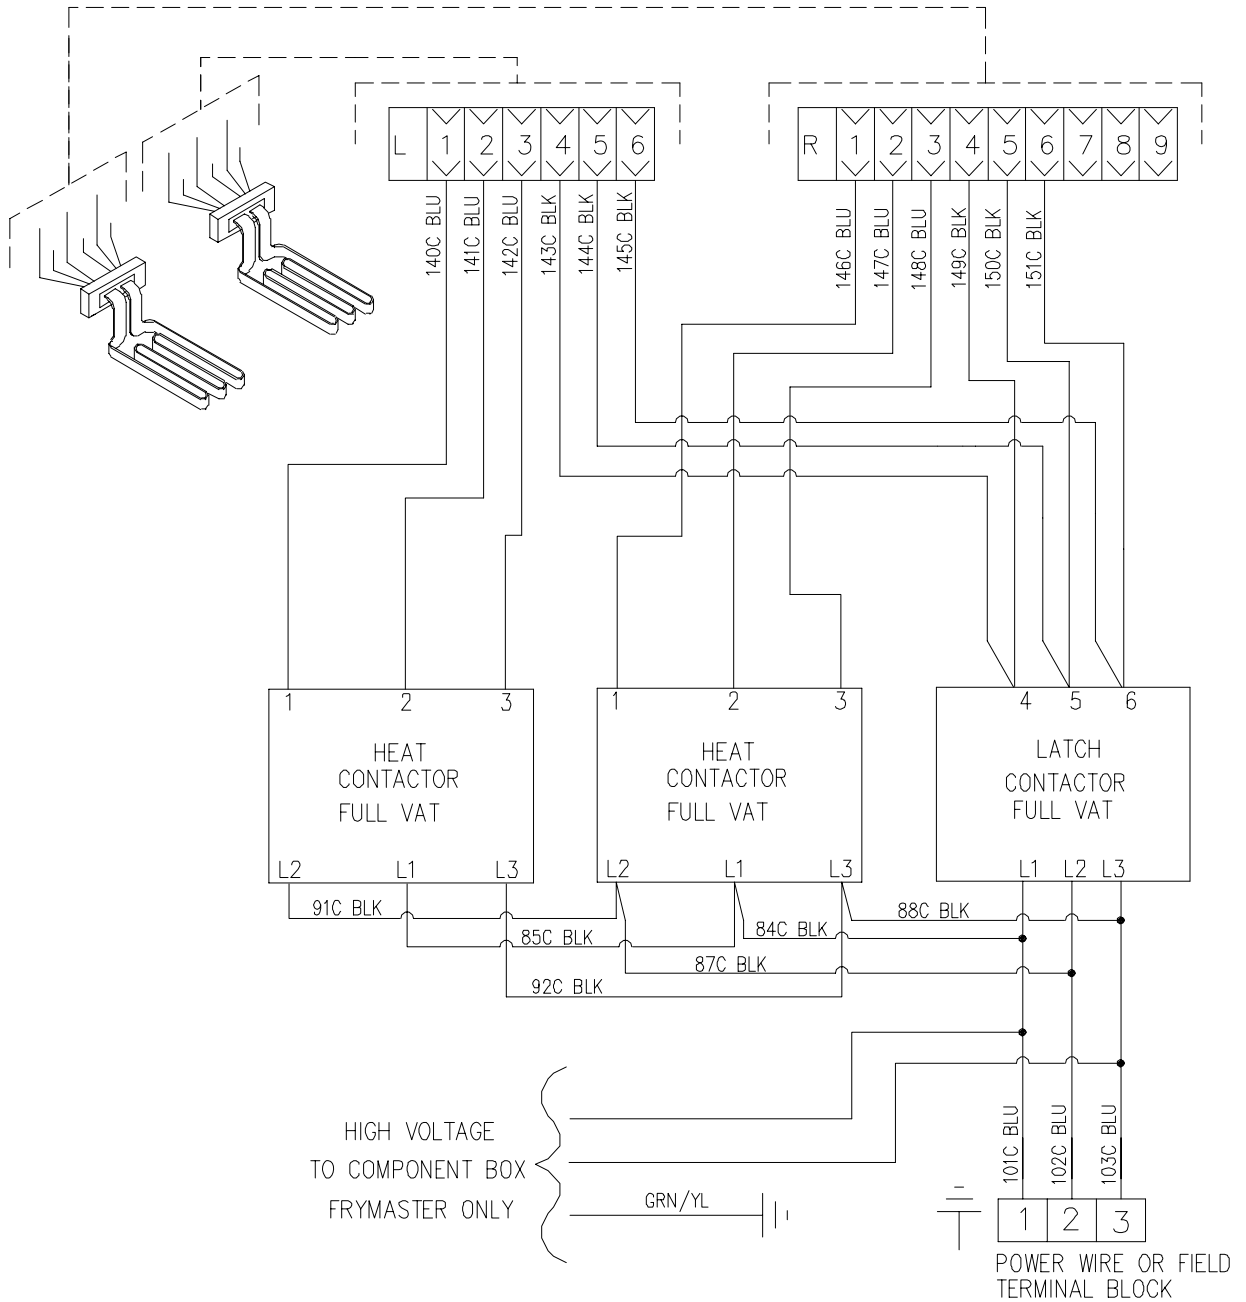 L 1 2 3 4 5 6
R 1 2 3 4 5 6 7 8 9
140C BLU
141C BLU
142C BLU
143C BLK
144C BLK
145C BLK
146C BLU
147C BLU
148C BLU
149C BLK
150C BLK
151C BLK
1 2 3
HEAT
CONTACTOR
FULL VAT
L2 L1 L3
1 2 3
HEAT
CONTACTOR
FULL VAT
L2 L1 L3
4 5 6
LATCH
CONTACTOR
FULL VAT
L1 L2 L3
91C BLK
85C BLK
92C BLK
88C BLK
84C BLK
87C BLK
HIGH VOLTAGE
TO COMPONENT BOX
FRYMASTER ONLY
GRN/YL
101C BLU
102C BLU
103C BLU
1 2 3
POWER WIRE OR FIELD
TERMINAL BLOCK